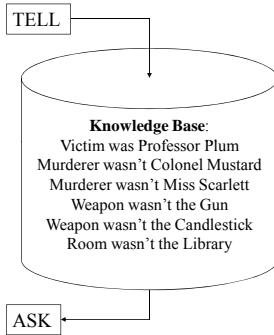 TELL
Knowledge Base:
Victim was Professor Plum
Murderer wasn’t Colonel Mustard
Murderer wasn’t Miss Scarlett
Weapon wasn’t the Gun
Weapon wasn’t the Candlestick
Room wasn’t the Library
ASK